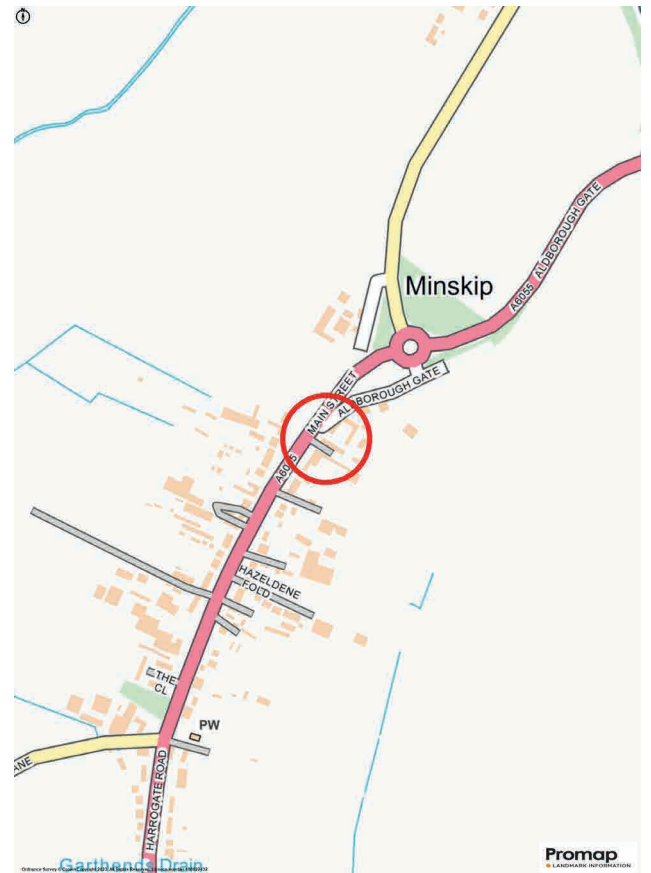 Minskip
A6055 ALDBOROUGH GATE
MAIN STREET
ALDBOROUGH GATE
A6055
HAZELDENE
FOLD
THE
CL
PW
ANE
HARROGATE ROAD
Garthends Drain
Promap
LANDMARK INFORMATION